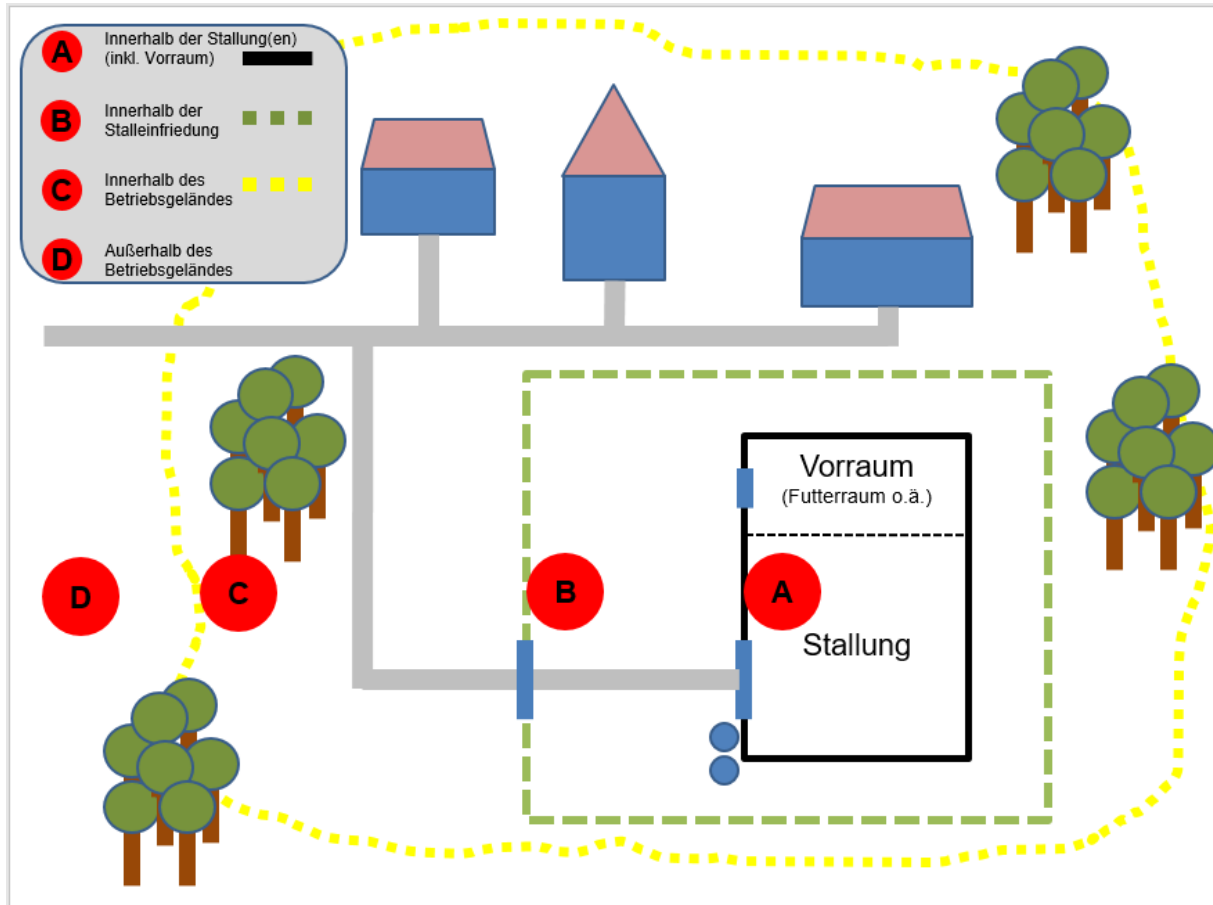 A
Innerhalb der Stallung(en)
(inkl. Vorraum)
B
Innerhalb der
Stalleinfriedung
C
Innerhalb des
Betriebsgeländes
D
Außerhalb des
Betriebsgeländes
Vorraum
(Futterraum o.ä.)
D
C
B
A
Stallung